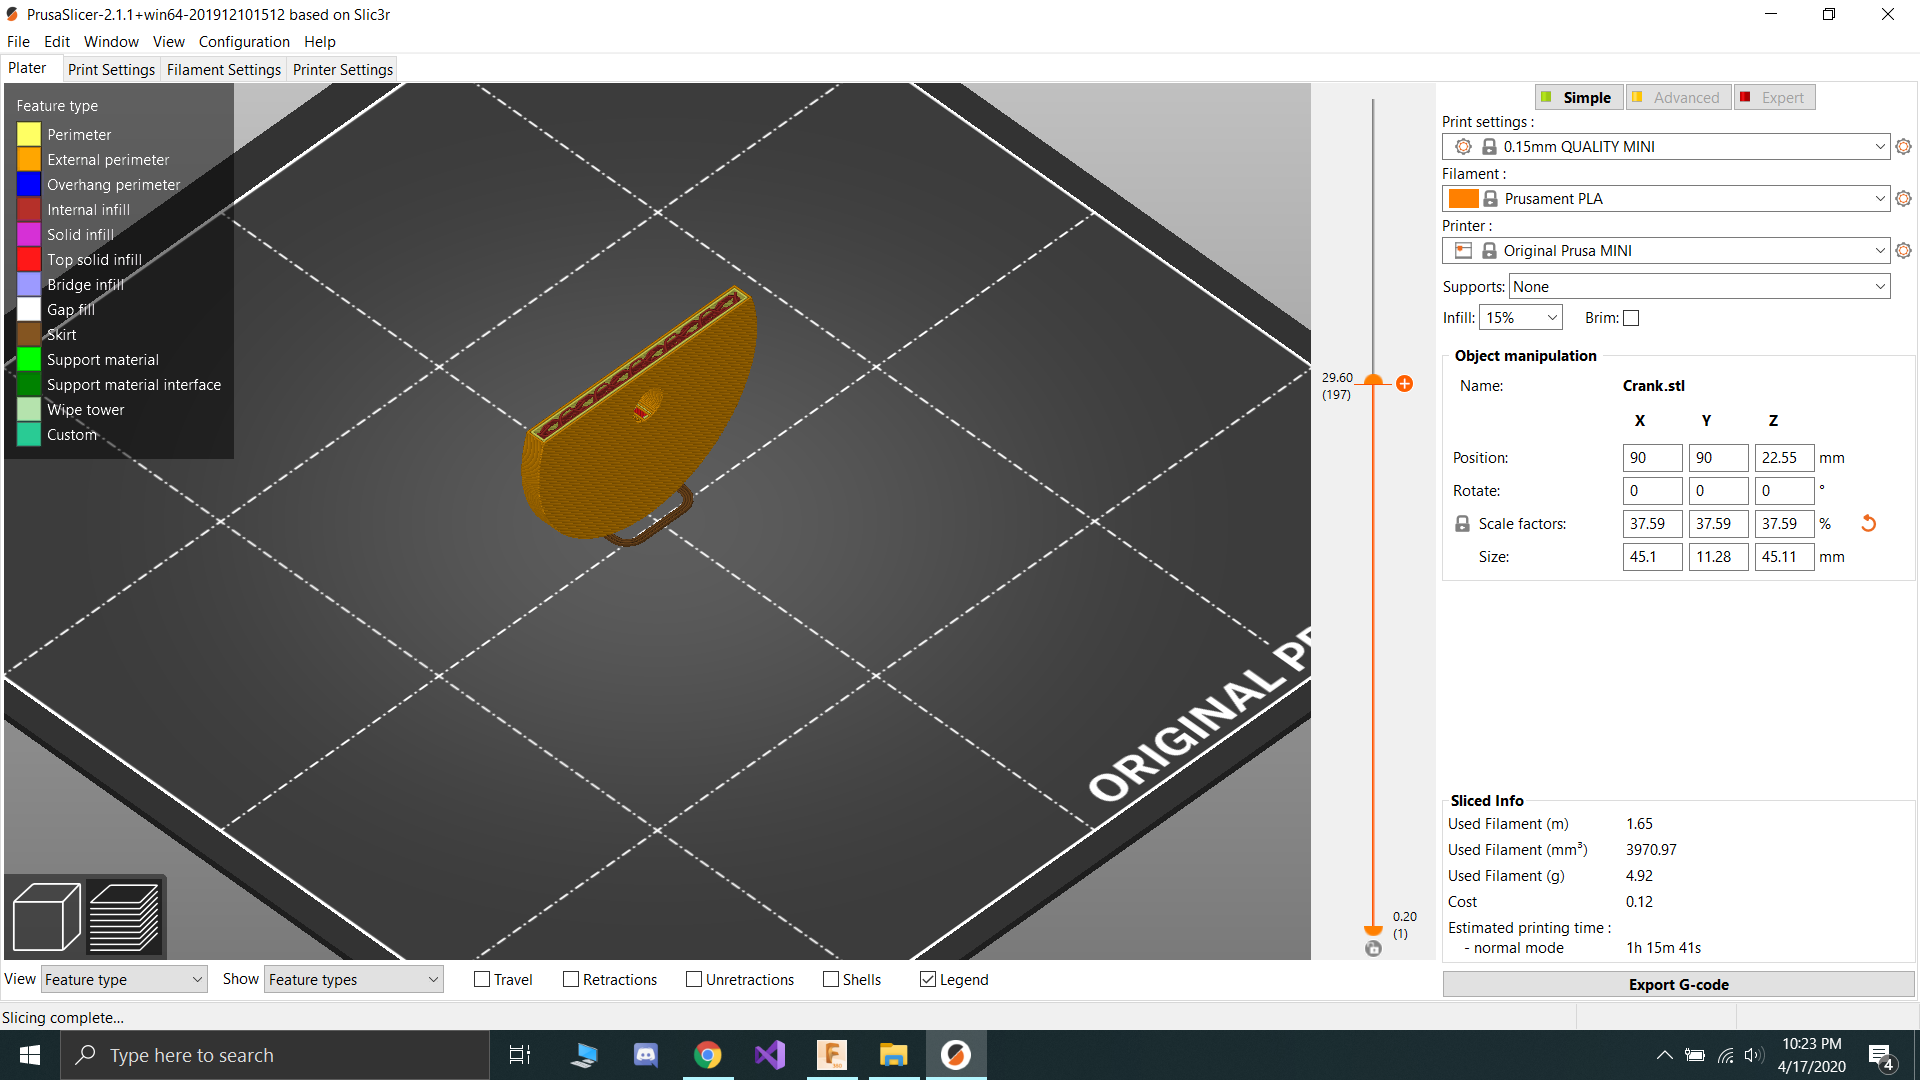 PrusaSlicer-2.1.1+win64-201912101512 based on Slic3r
File Edit Window View Configuration Help
Plater Print Settings Filament Settings Printer Settings
Feature type
Perimeter
External perimeter
Overhang perimeter
Internal infill
Solid infill
Top solid infill
Bridge infill
Gap fill
Skirt
Support material
Support material interface
Wipe tower
Custom
ORIGINAL PR
29.60
(197)
0.20
(1)
Simple Advanced Expert
Print settings :
0.15mm QUALITY MINI
Filament :
Prusament PLA
Printer :
Original Prusa MINI
Supports: None
Infill: 15% Brim:
Object manipulation
Name: Crank.stl
X Y Z
Position: 90 90 22.55 mm
Rotate: 0 0 0 °
Scale factors: 37.59 37.59 37.59 %
Size: 45.1 11.28 45.11 mm
Sliced Info
Used Filament (m) 1.65
Used Filament (mm³) 3970.97
Used Filament (g) 4.92
Cost 0.12
Estimated printing time :
- normal mode 1h 15m 41s
Export G-code
View Feature type Show Feature types Travel Retractions Unretractions Shells Legend
Slicing complete...
Type here to search
10:23 PM
4/17/2020
4